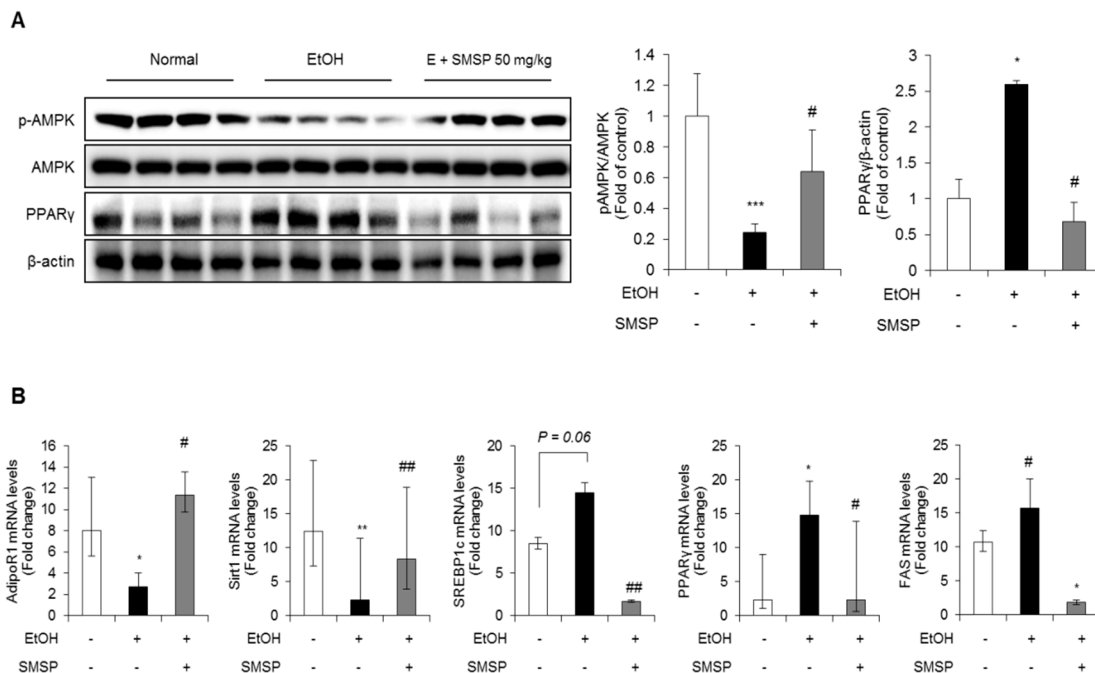 A
Normal EtOH E + SMSP 50 mg/kg
p-AMPK
AMPK
PPARγ
β-actin
pAMPK/AMPK
(Fold of control)
1.4
1.2
1
0.8
0.6
0.4
0.2
0
***
#
EtOH - + +
SMSP - - +
PPARγ/β-actin
(Fold of control)
3
2.5
2
1.5
1
0.5
0
*
#
EtOH - + +
SMSP - - +
B
AdipoR1 mRNA levels
(Fold change)
16
14
12
10
8
6
4
2
0
*
#
EtOH - + +
SMSP - - +
Sirt1 mRNA levels
(Fold change)
25
20
15
10
5
0
**
##
EtOH - + +
SMSP - - +
SREBP1c mRNA levels
(Fold change)
20
15
10
5
0
P = 0.06
##
EtOH - + +
SMSP - - +
PPARγ mRNA levels
(Fold change)
25
20
15
10
5
0
*
#
EtOH - + +
SMSP - - +
FAS mRNA levels
(Fold change)
25
20
15
10
5
0
#
*
EtOH - + +
SMSP - - +